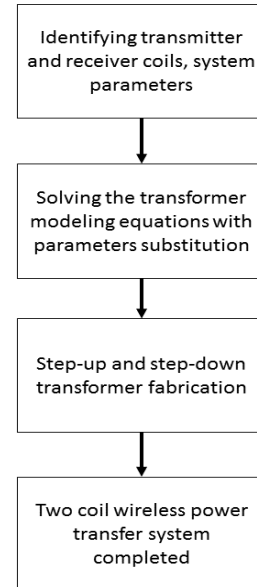 Identifying transmitter
and receiver coils, system
parameters
Solving the transformer
modeling equations with
parameters substitution
Step-up and step-down
transformer fabrication
Two coil wireless power
transfer system
completed